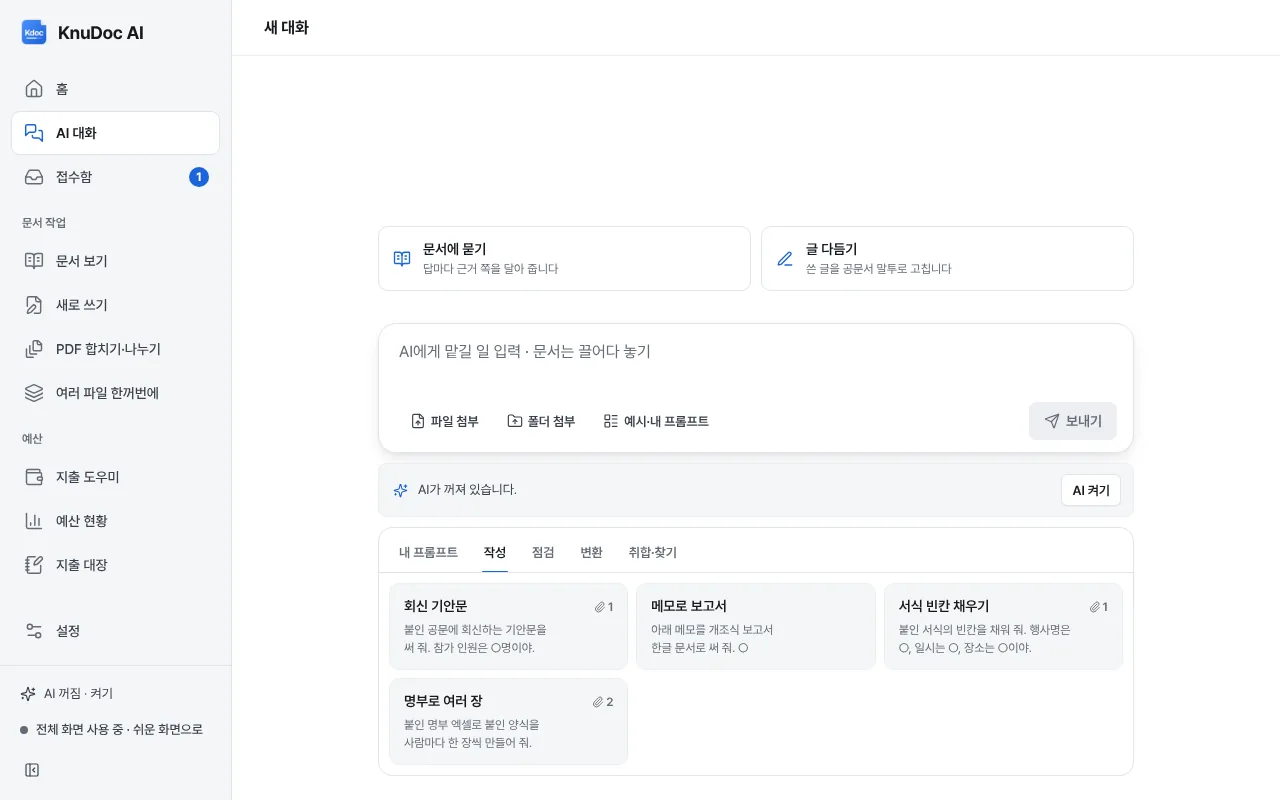 Kdoc
KnuDoc AI
홈
AI 대화
접수함
1
문서 작업
문서 보기
새로 쓰기
PDF 합치기·나누기
여러 파일 한꺼번에
예산
지출 도우미
예산 현황
지출 대장
설정
AI 꺼짐 · 켜기
전체 화면 사용 중 · 쉬운 화면으로
새 대화
문서에 묻기
답마다 근거 쪽을 달아 줍니다
글 다듬기
쓴 글을 공문서 말투로 고칩니다
AI에게 맡길 일 입력 · 문서는 끌어다 놓기
파일 첨부
폴더 첨부
예시·내 프롬프트
보내기
AI가 꺼져 있습니다.
AI 켜기
내 프롬프트
작성
점검
변환
취합·찾기
회신 기안문
1
붙인 공문에 회신하는 기안문을
써 줘. 참가 인원은 ○명이야.
메모로 보고서
아래 메모를 개조식 보고서
한글 문서로 써 줘. ○
서식 빈칸 채우기
1
붙인 서식의 빈칸을 채워 줘. 행사명은
○, 일시는 ○, 장소는 ○이야.
명부로 여러 장
2
붙인 명부 엑셀로 붙인 양식을
사람마다 한 장씩 만들어 줘.